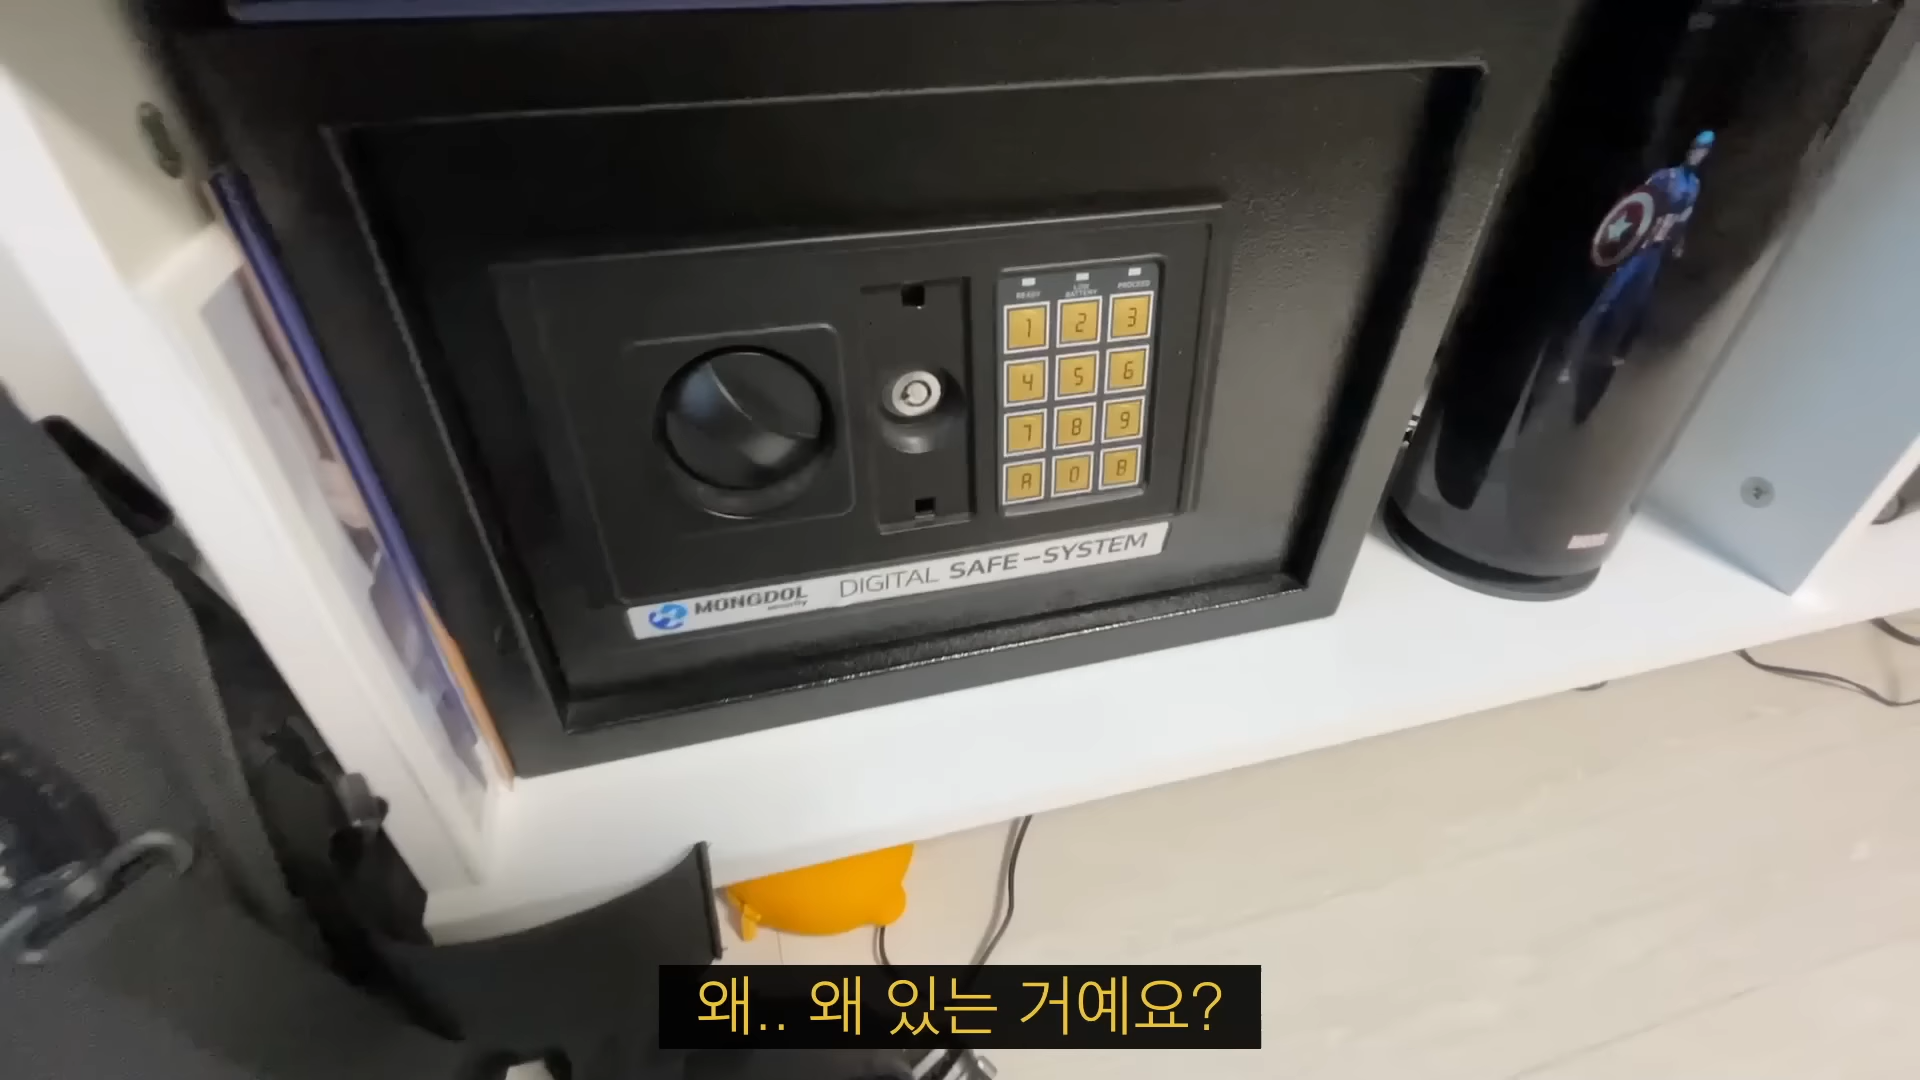 READY
LOW
BATTERY
PROCEED
1 2 3
4 5 6
7 8 9
A 0 B
MONGDOL
security
DIGITAL SAFE-SYSTEM
왜.. 왜 있는 거예요?